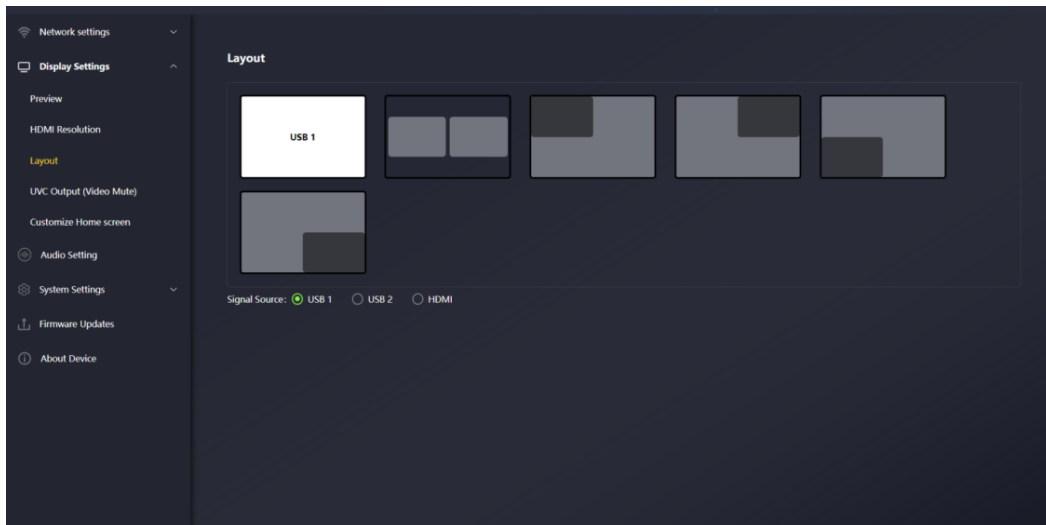 Network settings
Display Settings
Preview
HDMI Resolution
Layout
UVC Output (Video Mute)
Customize Home screen
Audio Setting
System Settings
Firmware Updates
About Device
Layout
USB 1
Signal Source: USB 1 USB 2 HDMI